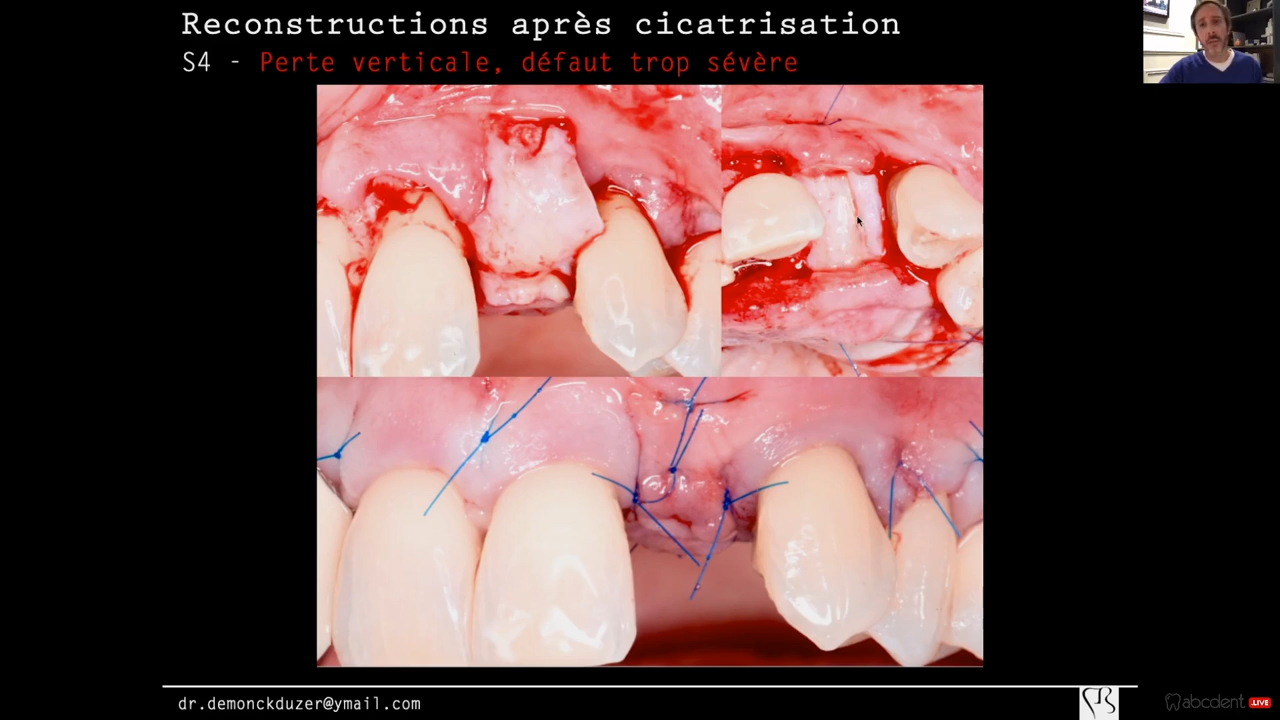 Reconstructions après cicatrisation
S4 - Perte verticale, défaut trop sévère
dr.demonckduzer@ymail.com
abcdent.LIVE